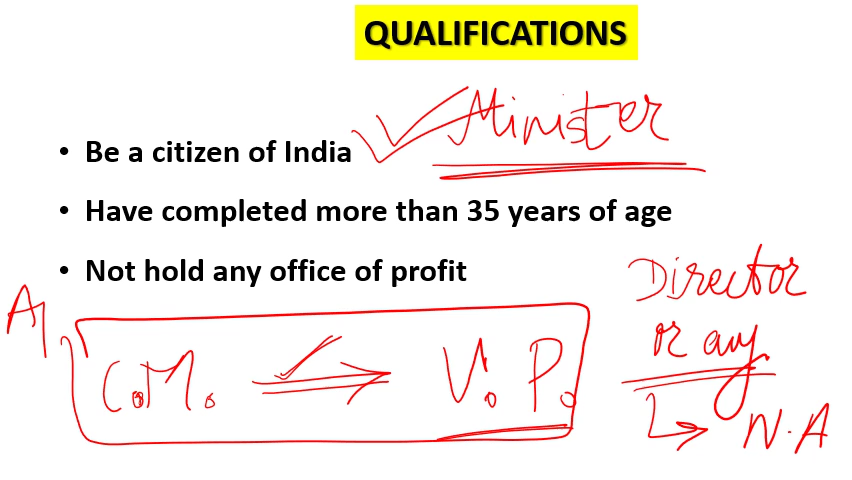 QUALIFICATIONS
Minister
• Be a citizen of India
• Have completed more than 35 years of age
• Not hold any office of profit
Director
or any
N.A
C.M. V.P.